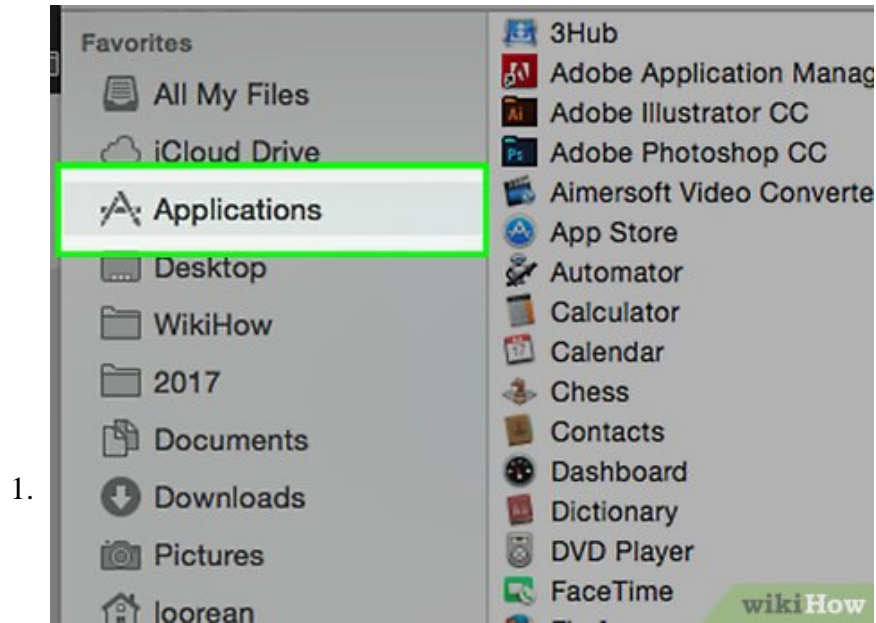 Favorites
All My Files
iCloud Drive
Applications
Desktop
WikiHow
2017
Documents
Downloads
Pictures
loorean
3Hub
Adobe Application Manag
Adobe Illustrator CC
Adobe Photoshop CC
Aimersoft Video Converte
App Store
Automator
Calculator
Calendar
Chess
Contacts
Dashboard
Dictionary
DVD Player
FaceTime
wikiHow
1.